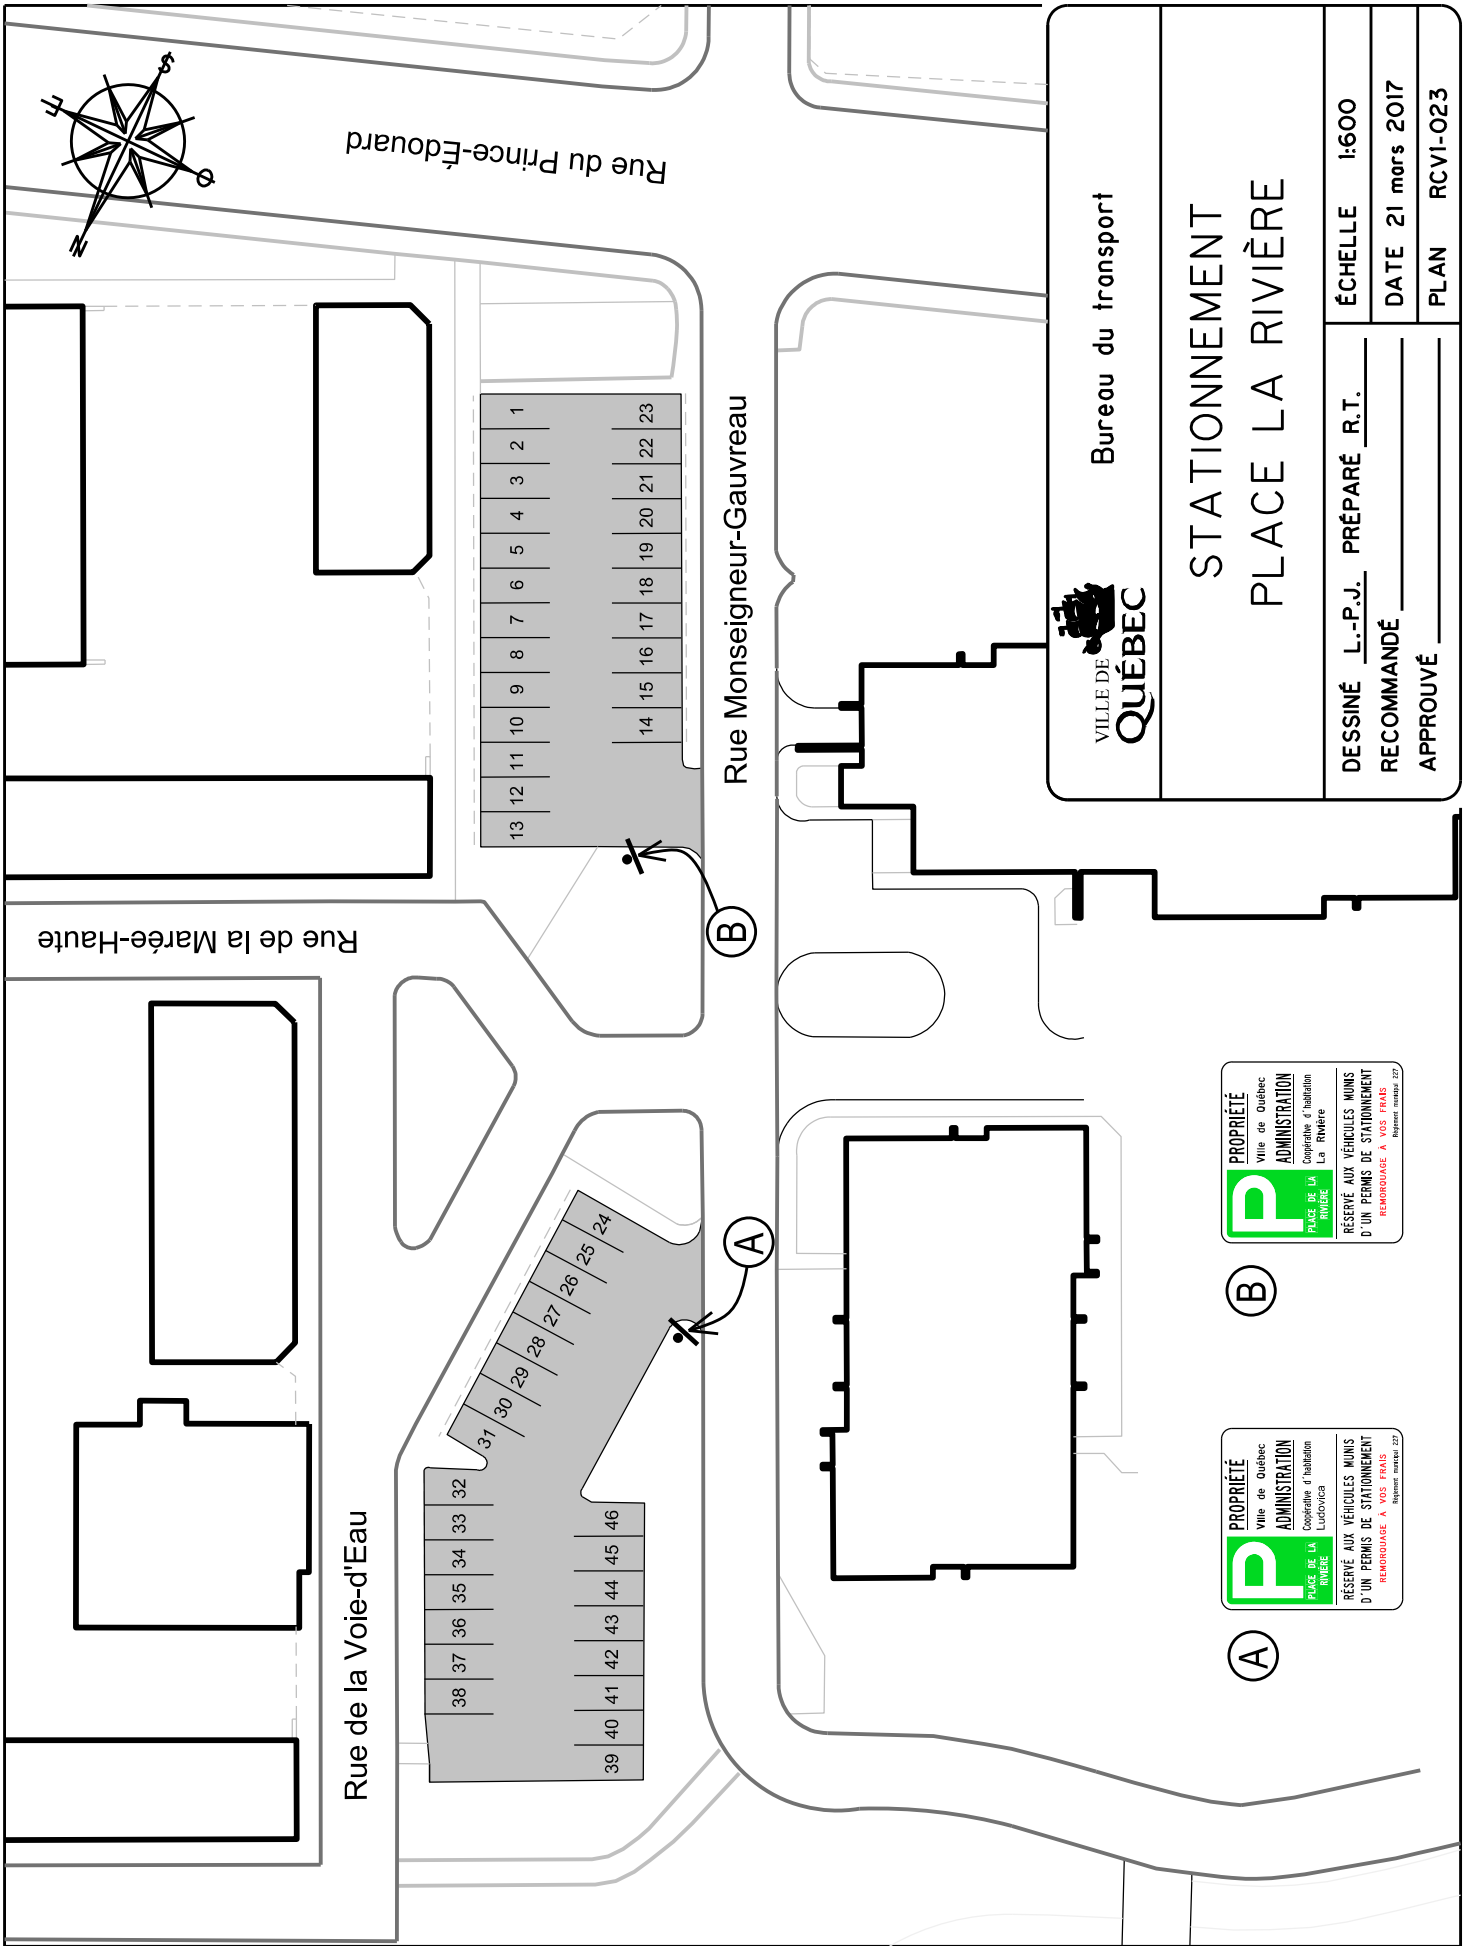 S
E
O
N
Rue du Prince-Édouard
Rue Monseigneur-Gauvreau
Rue de la Marée-Haute
Rue de la Voie-d'Eau
1
2
3
4
5
6
7
8
9
10
11
12
13
23
22
21
20
19
18
17
16
15
14
B
24
25
26
27
28
29
30
31
32
33
34
35
36
37
38
46
45
44
43
42
41
40
39
A
A
P
PLACE DE LA
RIVIÈRE
PROPRIÉTÉ
Ville de Québec
ADMINISTRATION
Coopérative d'habitation
Ludovica
RÉSERVÉ AUX VÉHICULES MUNIS
D'UN PERMIS DE STATIONNEMENT
REMORQUAGE À VOS FRAIS
Règlement municipal 227
B
P
PLACE DE LA
RIVIÈRE
PROPRIÉTÉ
Ville de Québec
ADMINISTRATION
Coopérative d'habitation
La Rivière
RÉSERVÉ AUX VÉHICULES MUNIS
D'UN PERMIS DE STATIONNEMENT
REMORQUAGE À VOS FRAIS
Règlement municipal 227
VILLE DE
QUÉBEC
Bureau du transport
STATIONNEMENT
PLACE LA RIVIÈRE
DESSINÉ L.-P.J. PRÉPARÉ R.T.
RECOMMANDÉ
APPROUVÉ
ÉCHELLE 1:600
DATE 21 mars 2017
PLAN RCV1-023